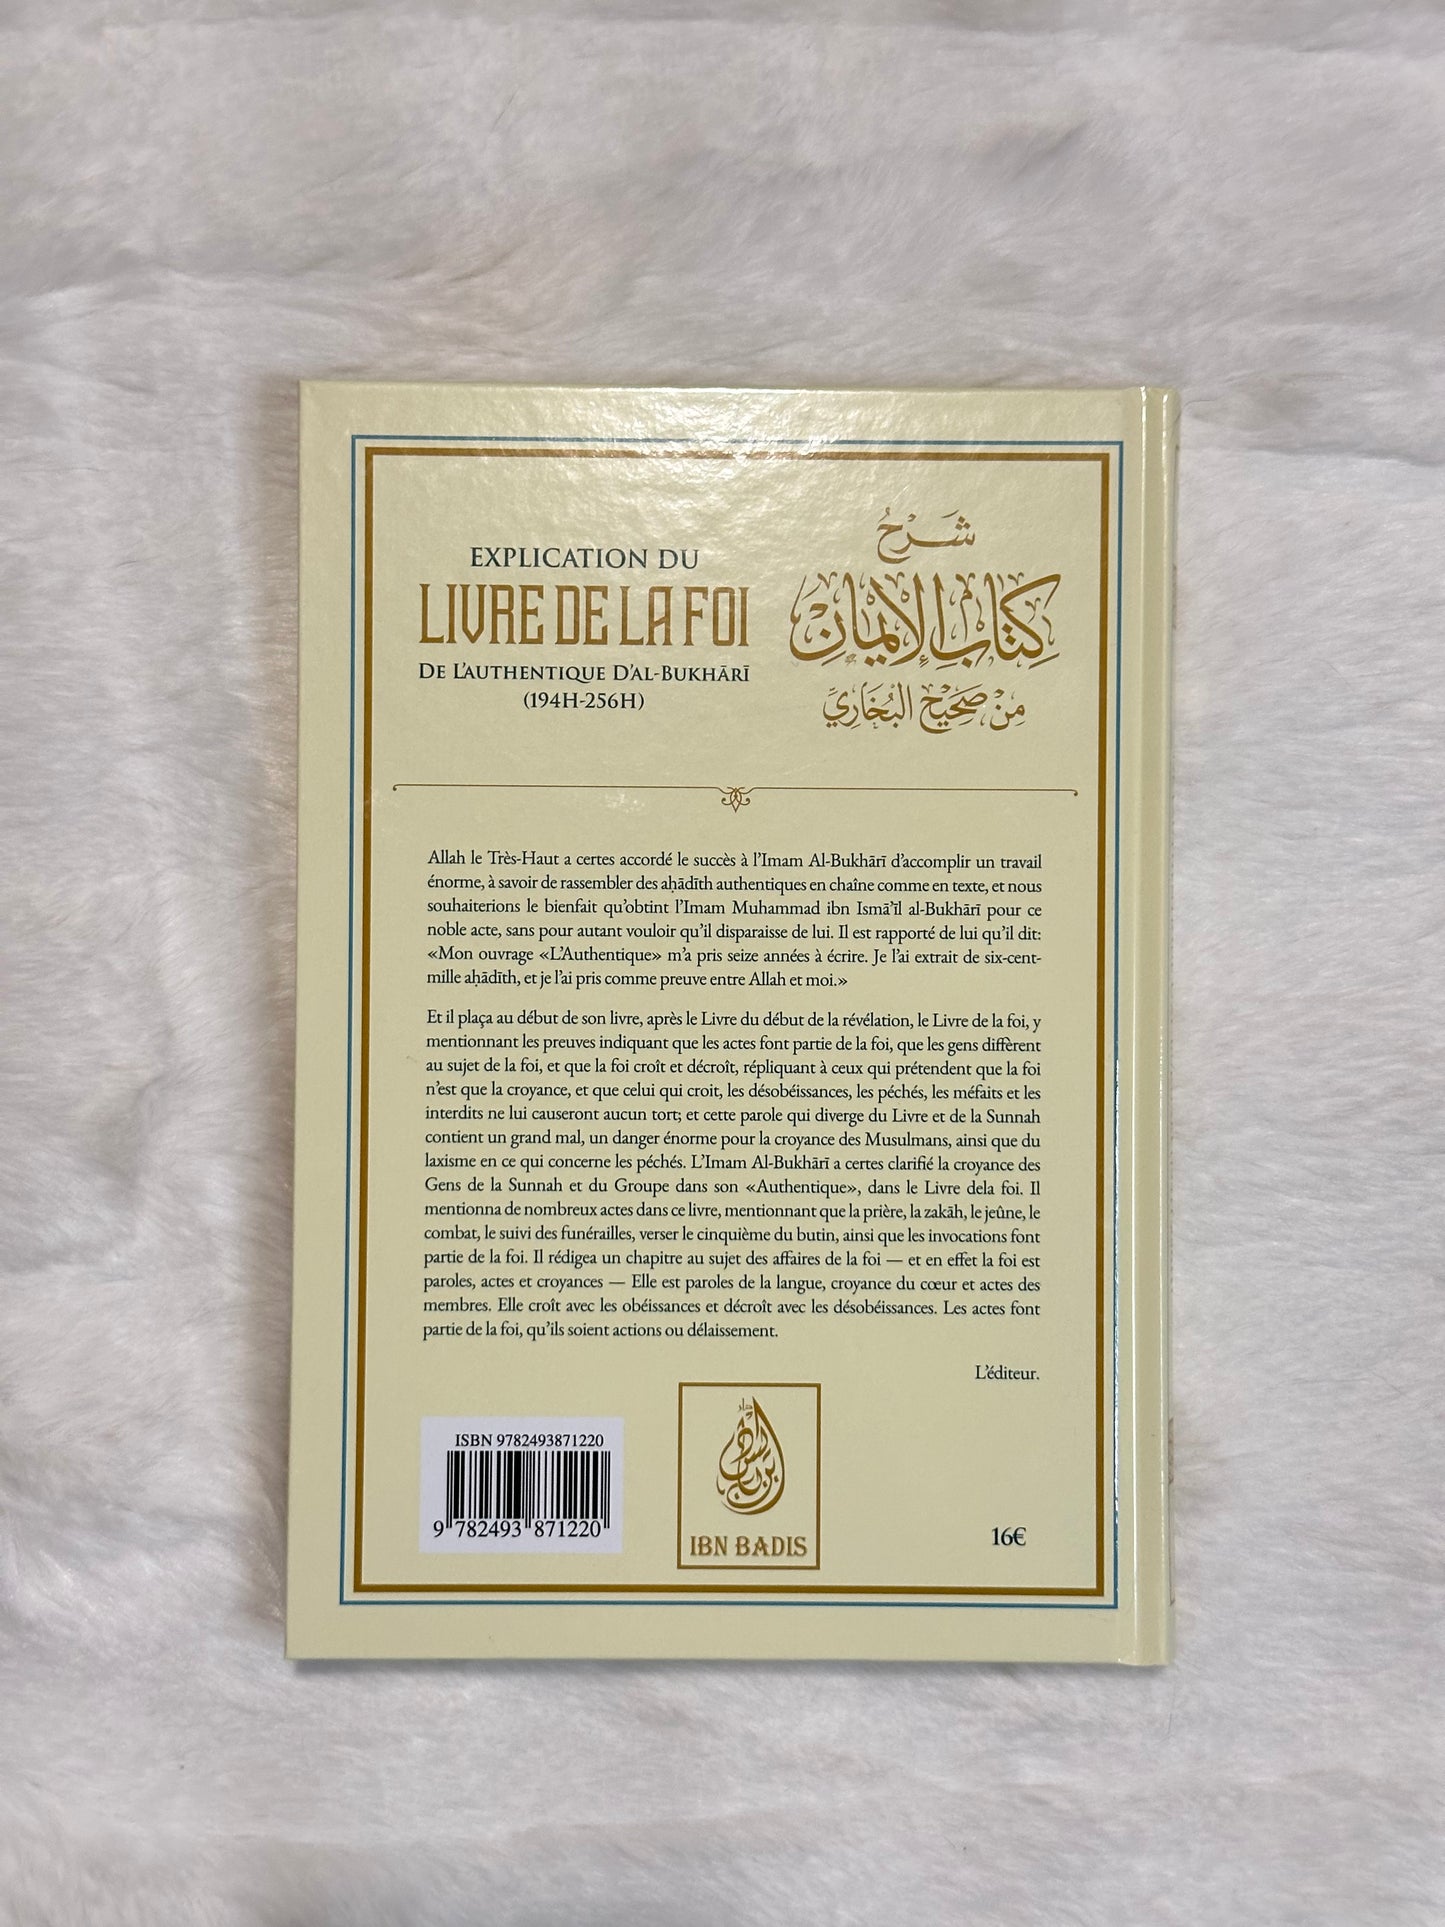 EXPLICATION DU
LIVRE DE LA FOI
DE L'AUTHENTIQUE D'AL-BUKHĀRĪ
(194H-256H)
شَرْحُ
كِتَابِ الإِيمَانِ
مِنْ صَحِيْحِ البُخَارِيِّ
Allah le Très-Haut a certes accordé le succès à l'Imam Al-Bukhārī d'accomplir un travail
énorme, à savoir de rassembler des aḥādīth authentiques en chaîne comme en texte, et nous
souhaiterions le bienfait qu'obtint l'Imam Muhammad ibn Ismā'īl al-Bukhārī pour ce
noble acte, sans pour autant vouloir qu'il disparaisse de lui. Il est rapporté de lui qu'il dit:
«Mon ouvrage «L'Authentique» m'a pris seize années à écrire. Je l'ai extrait de six-cent-
mille aḥādīth, et je l'ai pris comme preuve entre Allah et moi.»
Et il plaça au début de son livre, après le Livre du début de la révélation, le Livre de la foi, y
mentionnant les preuves indiquant que les actes font partie de la foi, que les gens diffèrent
au sujet de la foi, et que la foi croît et décroît, répliquant à ceux qui prétendent que la foi
n'est que la croyance, et que celui qui croit, les désobéissances, les péchés, les méfaits et les
interdits ne lui causeront aucun tort; et cette parole qui diverge du Livre et de la Sunnah
contient un grand mal, un danger énorme pour la croyance des Musulmans, ainsi que du
laxisme en ce qui concerne les péchés. L'Imam Al-Bukhārī a certes clarifié la croyance des
Gens de la Sunnah et du Groupe dans son «Authentique», dans le Livre dela foi. Il
mentionna de nombreux actes dans ce livre, mentionnant que la prière, la zakāh, le jeûne, le
combat, le suivi des funérailles, verser le cinquième du butin, ainsi que les invocations font
partie de la foi. Il rédigea un chapitre au sujet des affaires de la foi — et en effet la foi est
paroles, actes et croyances — Elle est paroles de la langue, croyance du cœur et actes des
membres. Elle croît avec les obéissances et décroît avec les désobéissances. Les actes font
partie de la foi, qu'ils soient actions ou délaissement.
L'éditeur.
ISBN 9782493871220
9 782493 871220
دار
ابن باديس
IBN BADIS
16€